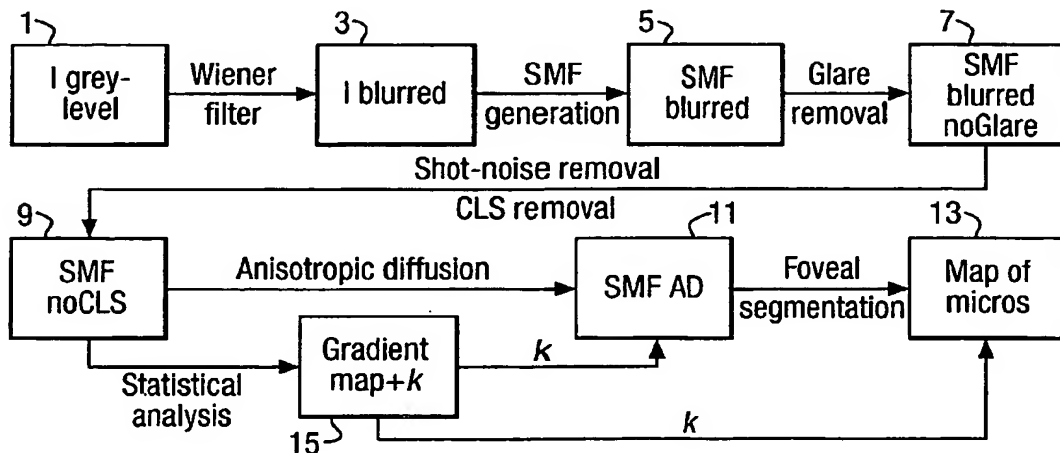 1
I grey-
level
Wiener
filter
3
I blurred
SMF
generation
5
SMF
blurred
Glare
removal
7
SMF
blurred
noGlare
Shot-noise removal
CLS removal
9
SMF
noCLS
Anisotropic diffusion
11
SMF AD
Foveal
segmentation
13
Map of
micros
Statistical
analysis
Gradient
map+k
15
k
k